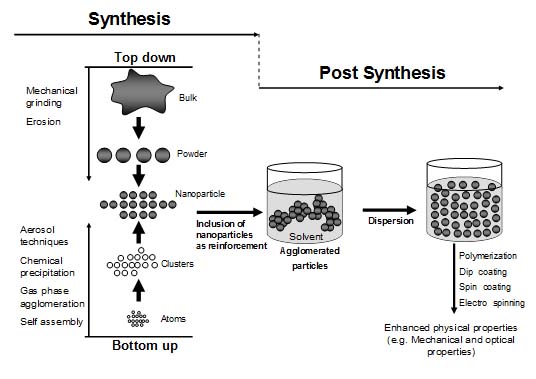 Synthesis
Post Synthesis
Top down
Mechanical
grinding
Erosion
Bulk
Powder
Nanoparticle
Inclusion of
nanoparticles
as reinforcement
Solvent
Agglomerated
particles
Dispersion
Aerosol
techniques
Chemical
precipitation
Gas phase
agglomeration
Self assembly
Clusters
Atoms
Bottom up
Polymerization
Dip coating
Spin coating
Electro spinning
Enhanced physical properties
(e.g. Mechanical and optical
properties)